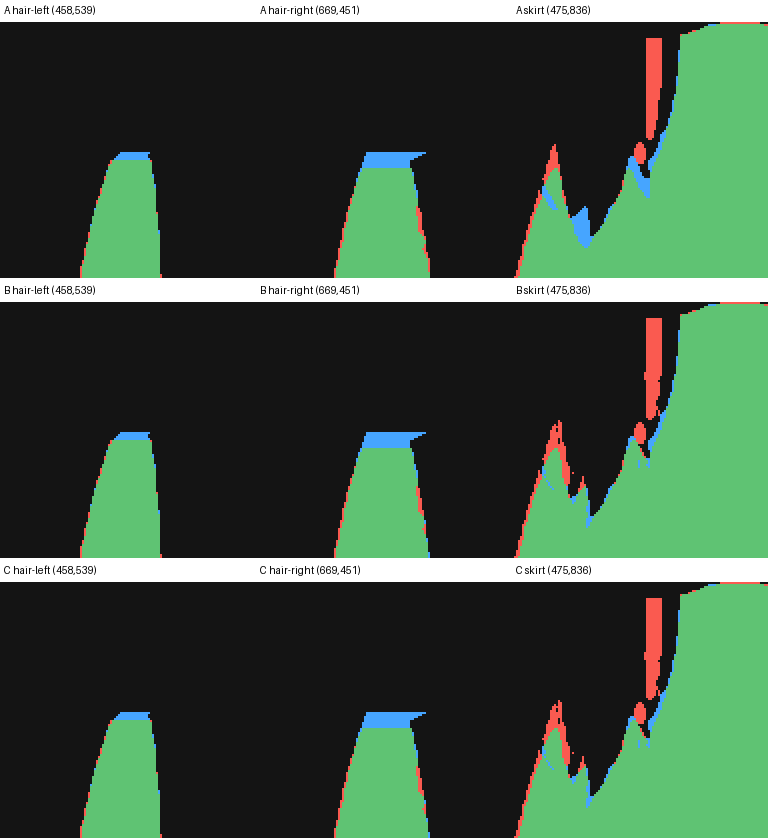 A hair-left (458,539)
A hair-right (669,451)
A skirt (475,836)
B hair-left (458,539)
B hair-right (669,451)
B skirt (475,836)
C hair-left (458,539)
C hair-right (669,451)
C skirt (475,836)